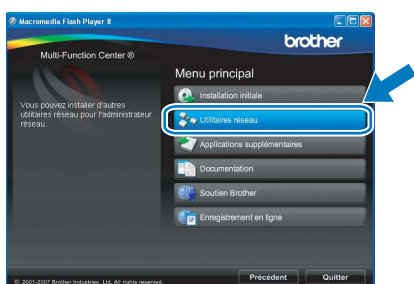 Macromedia Flash Player 8
brother
Multi-Function Center ®
Menu principal
Installation initiale
Vous pouvez installer d'autres
utilitaires réseau pour l'administrateur
réseau.
Utilitaires réseau
Applications supplémentaires
Documentation
Soutien Brother
Enregistrement en ligne
Précédent
Quitter
© 2001-2007 Brother Industries, Ltd. All rights reserved.